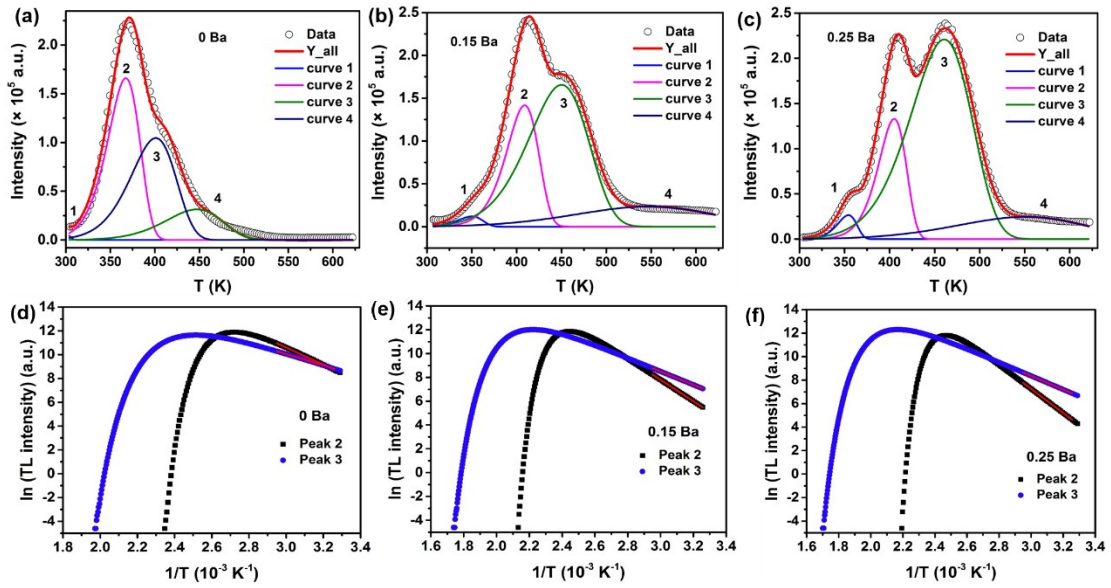 (a)
0 Ba
Data
Y_all
curve 1
curve 2
curve 3
curve 4
1
2
3
4
2.5
2.0
1.5
1.0
0.5
0.0
Intensity (× 10⁵ a.u.)
300 350 400 450 500 550 600
T (K)
(b)
0.15 Ba
Data
Y_all
curve 1
curve 2
curve 3
curve 4
1
2
3
4
2.5
2.0
1.5
1.0
0.5
0.0
Intensity (× 10⁵ a.u.)
300 350 400 450 500 550 600
T (K)
(c)
0.25 Ba
Data
Y_all
curve 1
curve 2
curve 3
curve 4
1
2
3
4
2.5
2.0
1.5
1.0
0.5
0.0
Intensity (× 10⁵ a.u.)
300 350 400 450 500 550 600
T (K)
(d)
14
12
10
8
6
4
2
0
-2
-4
ln (TL intensity) (a.u.)
0 Ba
Peak 2
Peak 3
1.8 2.0 2.2 2.4 2.6 2.8 3.0 3.2 3.4
1/T (10⁻³ K⁻¹)
(e)
14
12
10
8
6
4
2
0
-2
-4
ln (TL intensity) (a.u.)
0.15 Ba
Peak 2
Peak 3
1.6 1.8 2.0 2.2 2.4 2.6 2.8 3.0 3.2 3.4
1/T (10⁻³ K⁻¹)
(f)
14
12
10
8
6
4
2
0
-2
-4
ln (TL intensity) (a.u.)
0.25 Ba
Peak 2
Peak 3
1.6 1.8 2.0 2.2 2.4 2.6 2.8 3.0 3.2 3.4
1/T (10⁻³ K⁻¹)